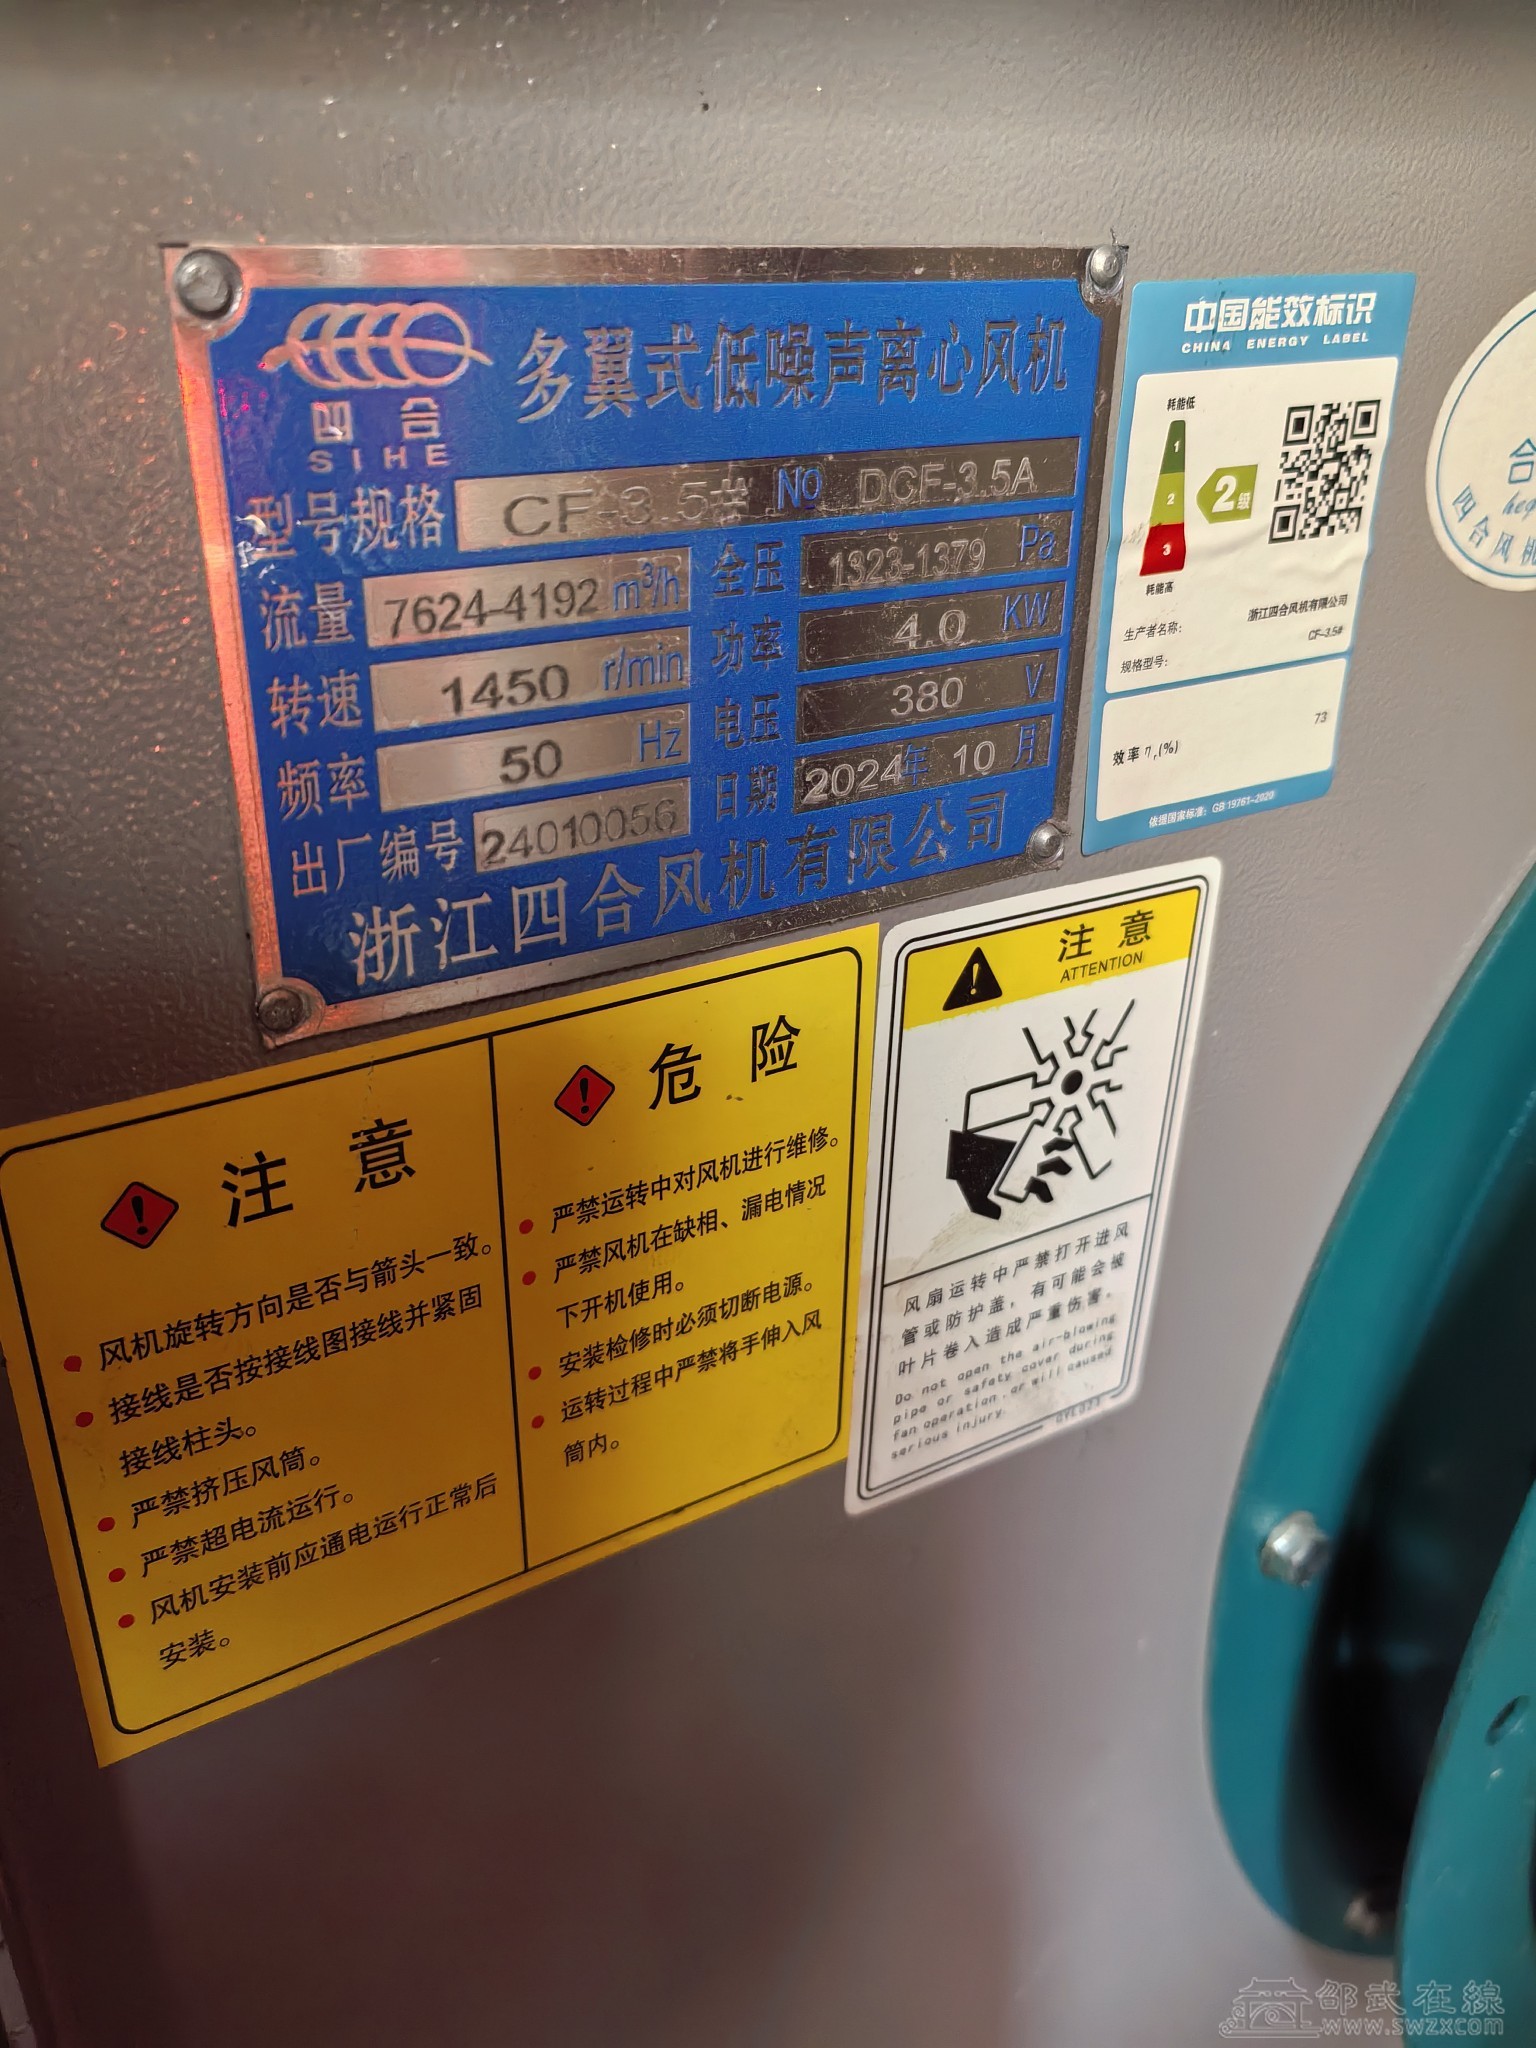 四合
SIHE
多翼式低噪声离心风机
型号规格 CF-3.5# No DCF-3.5A
流量 7624-4192 m³/h 全压 1323-1379 Pa
转速 1450 r/min 功率 4.0 KW
频率 50 Hz 电压 380 V
出厂编号 24010056 日期 2024年 10 月
浙江四合风机有限公司
中国能效标识
CHINA ENERGY LABEL
耗能低
1
2
3
2级
耗能高
生产者名称: 浙江四合风机有限公司
规格型号: CF-3.5#
效率η r(%) 73
依据国家标准: GB 19761-2020
合
四合风机
注意
风机旋转方向是否与箭头一致。
接线是否按接线图接线并紧固
接线柱头。
严禁挤压风筒。
严禁超电流运行。
风机安装前应通电运行正常后
安装。
危险
严禁运转中对风机进行维修。
严禁风机在缺相、漏电情况
下开机使用。
安装检修时必须切断电源。
运转过程中严禁将手伸入风
筒内。
注意
ATTENTION
风扇运转中严禁打开进风
管或防护盖，有可能会被
叶片卷入造成严重伤害.
Do not open the air-blowing
pipe or safety cover during
fan operation, or will caused
serious injury.
邵武在線
www.swzx.com